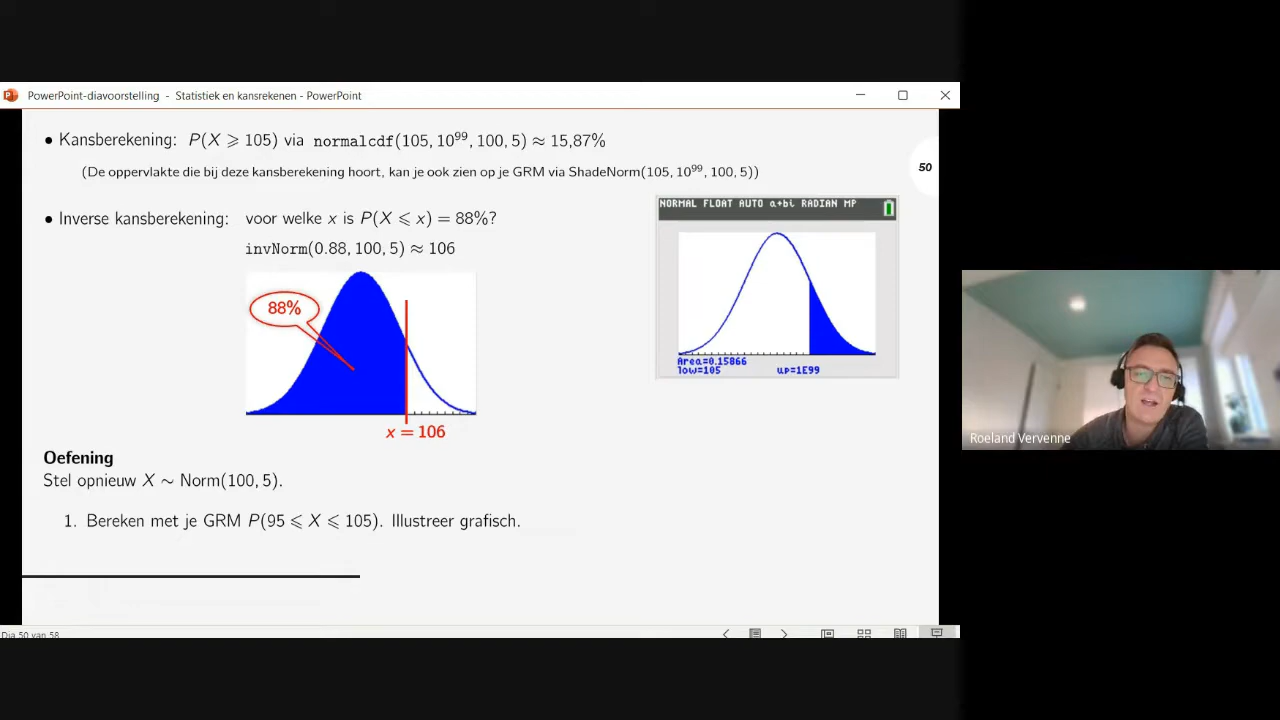 PowerPoint-diavoorstelling - Statistiek en kansrekenen - PowerPoint
• Kansberekening: P(X ⩾ 105) via normalcdf(105, 10⁹⁹, 100, 5) ≈ 15,87%
(De oppervlakte die bij deze kansberekening hoort, kan je ook zien op je GRM via ShadeNorm(105, 10⁹⁹, 100, 5))
50
• Inverse kansberekening: voor welke x is P(X ⩽ x) = 88%?
invNorm(0.88, 100, 5) ≈ 106
NORMAL FLOAT AUTO a+bi RADIAN MP
88%
Area=0.15866
low=105 up=1E99
x = 106
Oefening
Stel opnieuw X ∼ Norm(100, 5).
1. Bereken met je GRM P(95 ⩽ X ⩽ 105). Illustreer grafisch.
Dia 50 van 58
Roeland Vervenne